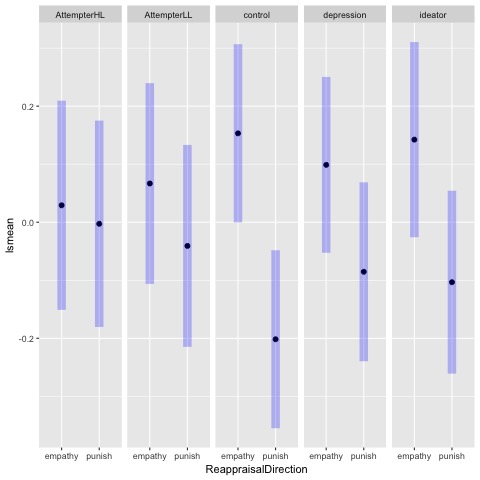 AttempterHL AttempterLL control depression ideator
0.2
0.0
-0.2
lsmean
empathy punish empathy punish empathy punish empathy punish empathy punish
ReappraisalDirection